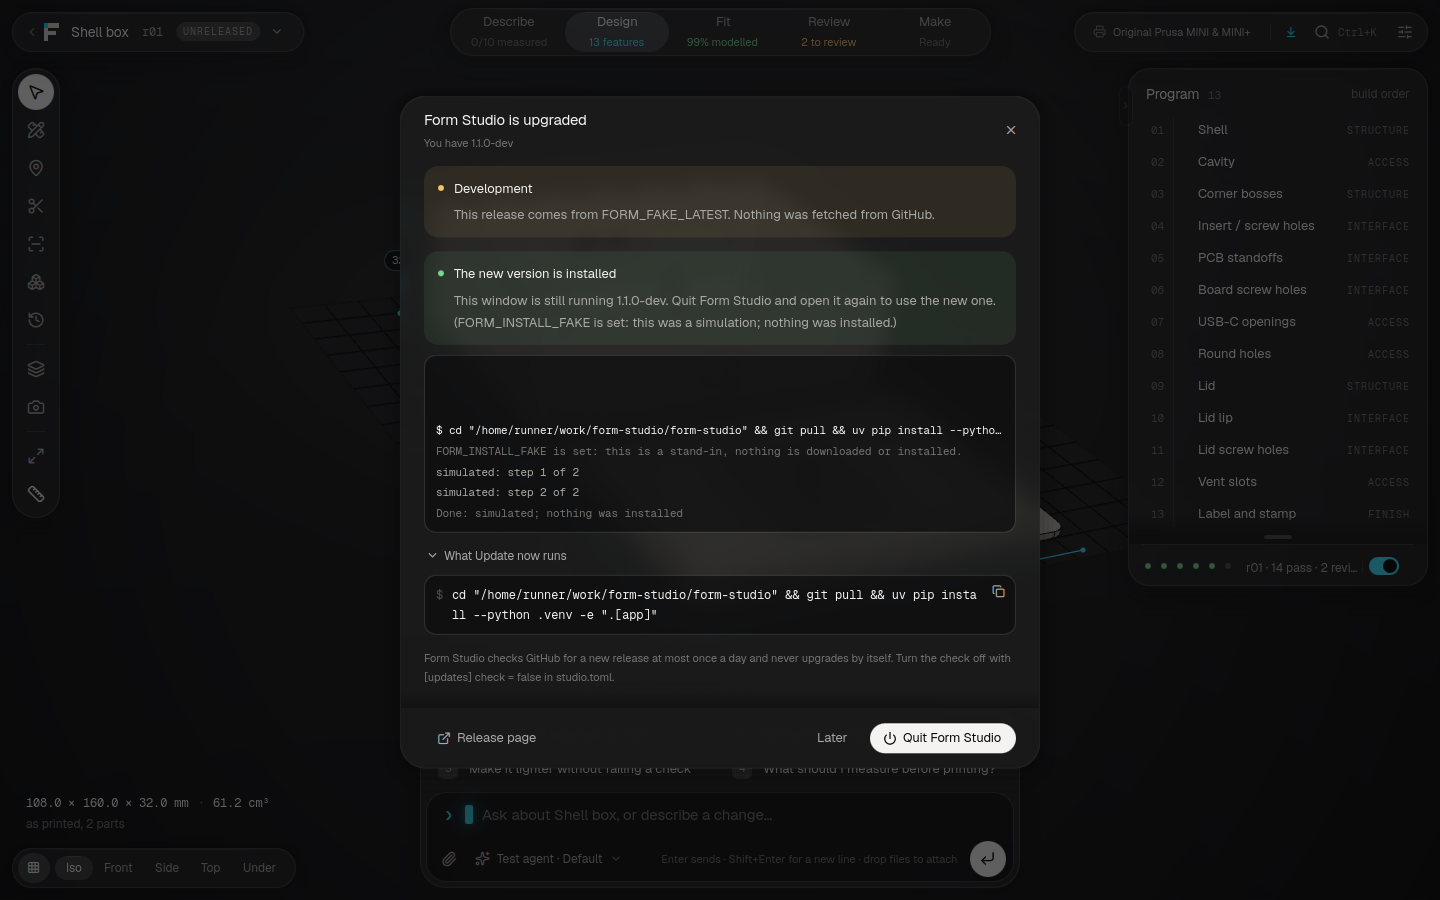 Shell box r01 UNRELEASED
Describe
0/10 measured
Design
13 features
Fit
99% modelled
Review
2 to review
Make
Ready
Original Prusa MINI & MINI+
Ctrl+K
Form Studio is upgraded
You have 1.1.0-dev
Development
This release comes from FORM_FAKE_LATEST. Nothing was fetched from GitHub.
The new version is installed
This window is still running 1.1.0-dev. Quit Form Studio and open it again to use the new one.
(FORM_INSTALL_FAKE is set: this was a simulation; nothing was installed.)
$ cd "/home/runner/work/form-studio/form-studio" && git pull && uv pip install --pytho…
FORM_INSTALL_FAKE is set: this is a stand-in, nothing is downloaded or installed.
simulated: step 1 of 2
simulated: step 2 of 2
Done: simulated; nothing was installed
What Update now runs
$ cd "/home/runner/work/form-studio/form-studio" && git pull && uv pip insta
ll --python .venv -e ".[app]"
Form Studio checks GitHub for a new release at most once a day and never upgrades by itself. Turn the check off with
[updates] check = false in studio.toml.
Release page
Later
Quit Form Studio
Program 13 build order
01 Shell STRUCTURE
02 Cavity ACCESS
03 Corner bosses STRUCTURE
04 Insert / screw holes INTERFACE
05 PCB standoffs INTERFACE
06 Board screw holes INTERFACE
07 USB-C openings ACCESS
08 Round holes ACCESS
09 Lid STRUCTURE
10 Lid lip INTERFACE
11 Lid screw holes INTERFACE
12 Vent slots ACCESS
13 Label and stamp FINISH
r01 · 14 pass · 2 revi…
3 Make it lighter without failing a check
4 What should I measure before printing?
Ask about Shell box, or describe a change…
Test agent · Default
Enter sends · Shift+Enter for a new line · drop files to attach
108.0 × 160.0 × 32.0 mm · 61.2 cm³
as printed, 2 parts
Iso Front Side Top Under